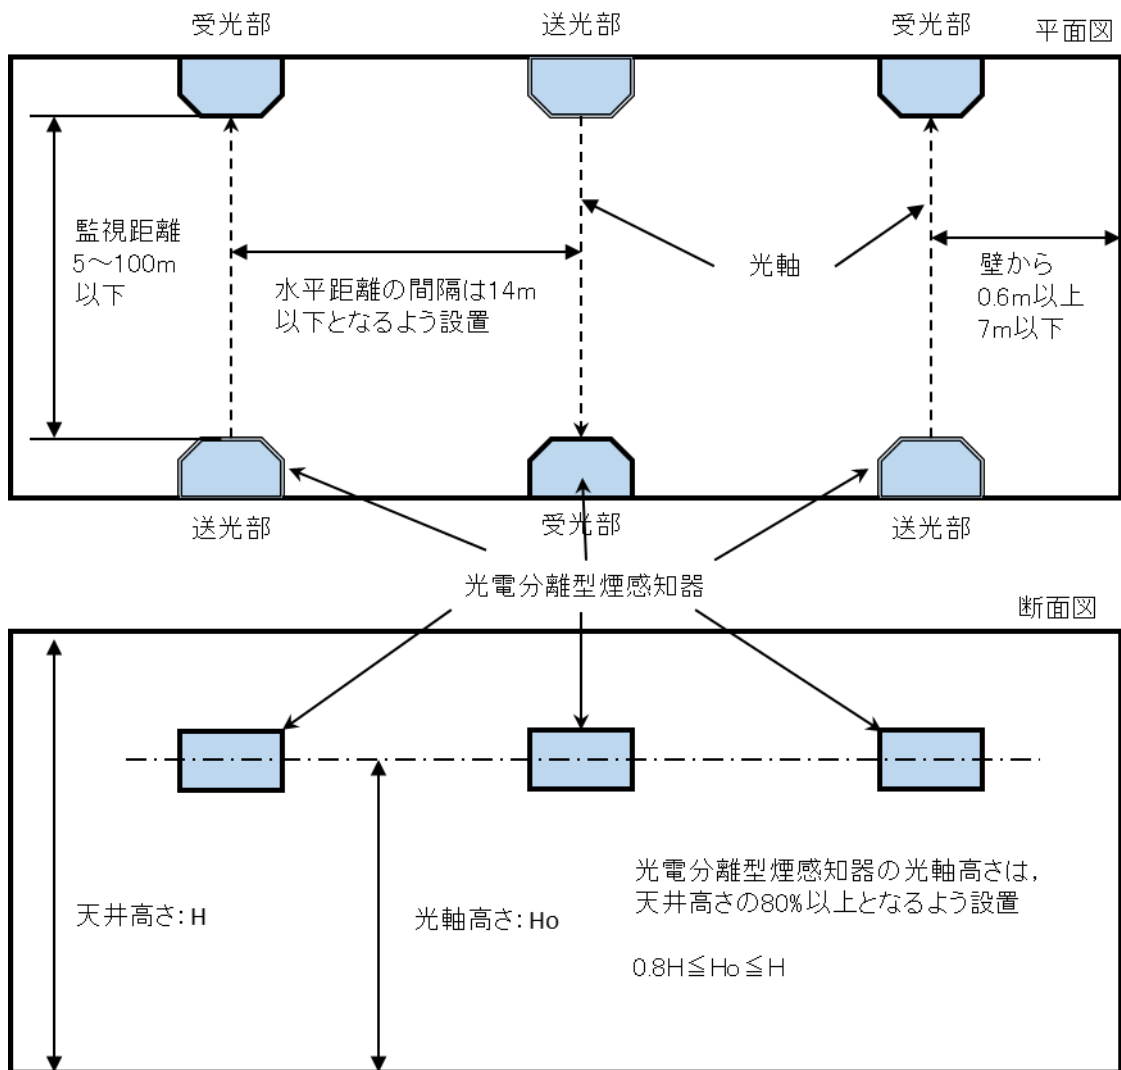 受光部
送光部
受光部
平面図
監視距離
5～100m
以下
水平距離の間隔は14m
以下となるよう設置
光軸
壁から
0.6m以上
7m以下
送光部
受光部
送光部
光電分離型煙感知器
断面図
天井高さ：H
光軸高さ：Ho
光電分離型煙感知器の光軸高さは，
天井高さの80%以上となるよう設置
0.8H≦Ho≦H